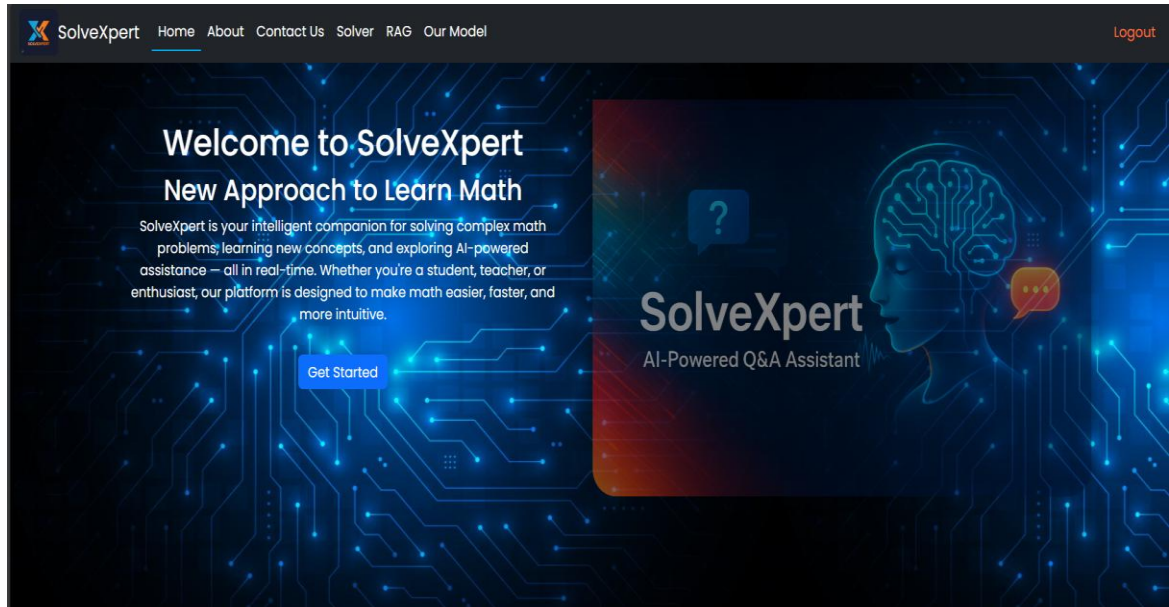 SolveXpert Home About Contact Us Solver RAG Our Model Logout
Welcome to SolveXpert
New Approach to Learn Math
SolveXpert is your intelligent companion for solving complex math
problems, learning new concepts, and exploring AI-powered
assistance — all in real-time. Whether you're a student, teacher, or
enthusiast, our platform is designed to make math easier, faster, and
more intuitive.
Get Started
?
SolveXpert
AI-Powered Q&A Assistant